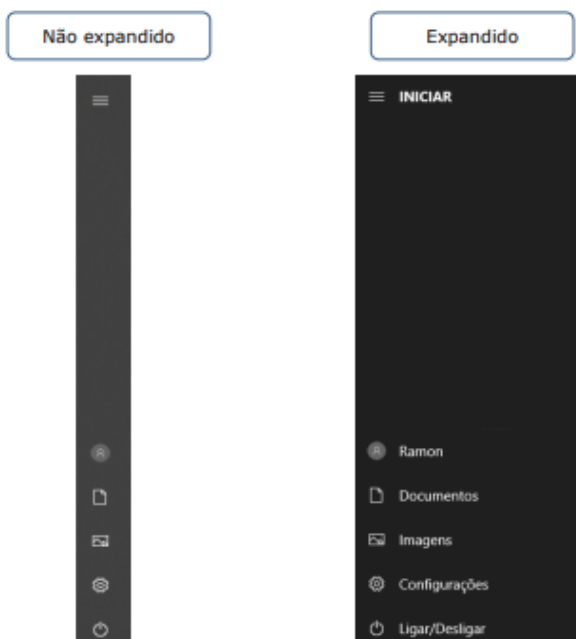 Não expandido
Expandido
INICIAR
Ramon
Documentos
Imagens
Configurações
Ligar/Desligar